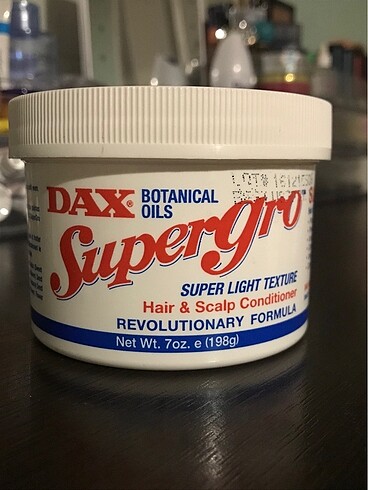 DAX® BOTANICAL
OILS
Supergro
SUPER LIGHT TEXTURE
Hair & Scalp Conditioner
REVOLUTIONARY FORMULA
Net Wt. 7oz. e (198g)